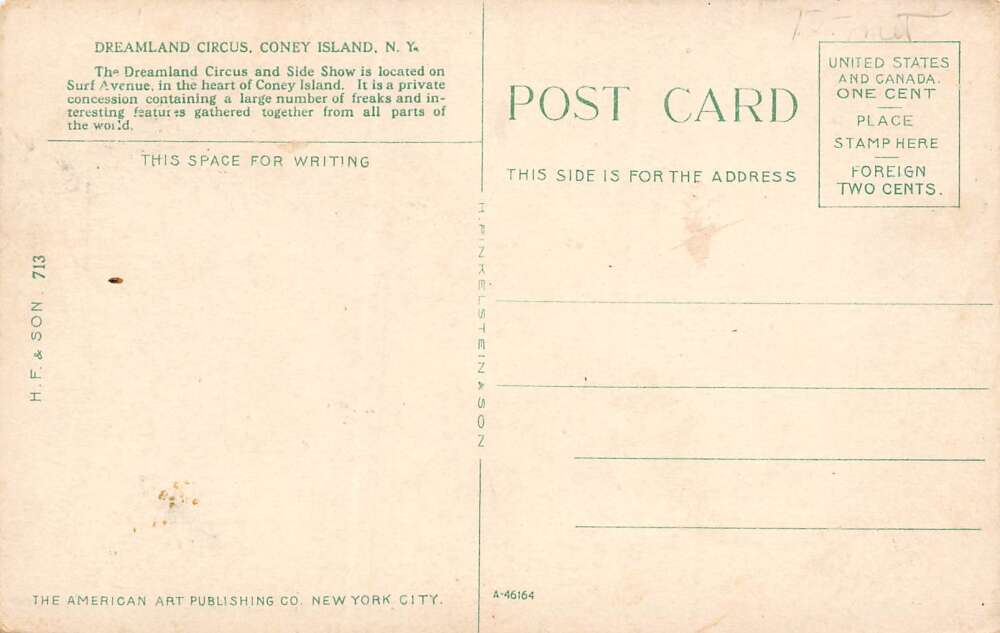 DREAMLAND CIRCUS, CONEY ISLAND, N. Y.
The Dreamland Circus and Side Show is located on
Surf Avenue, in the heart of Coney Island. It is a private
concession containing a large number of freaks and in-
teresting features gathered together from all parts of
the world.
THIS SPACE FOR WRITING
H. F. & SON. 713
THE AMERICAN ART PUBLISHING CO. NEW YORK CITY.
H. FINKELSTEIN & SON
POST CARD
THIS SIDE IS FOR THE ADDRESS
UNITED STATES
AND CANADA.
ONE CENT
PLACE
STAMP HERE
FOREIGN
TWO CENTS.
A-46164